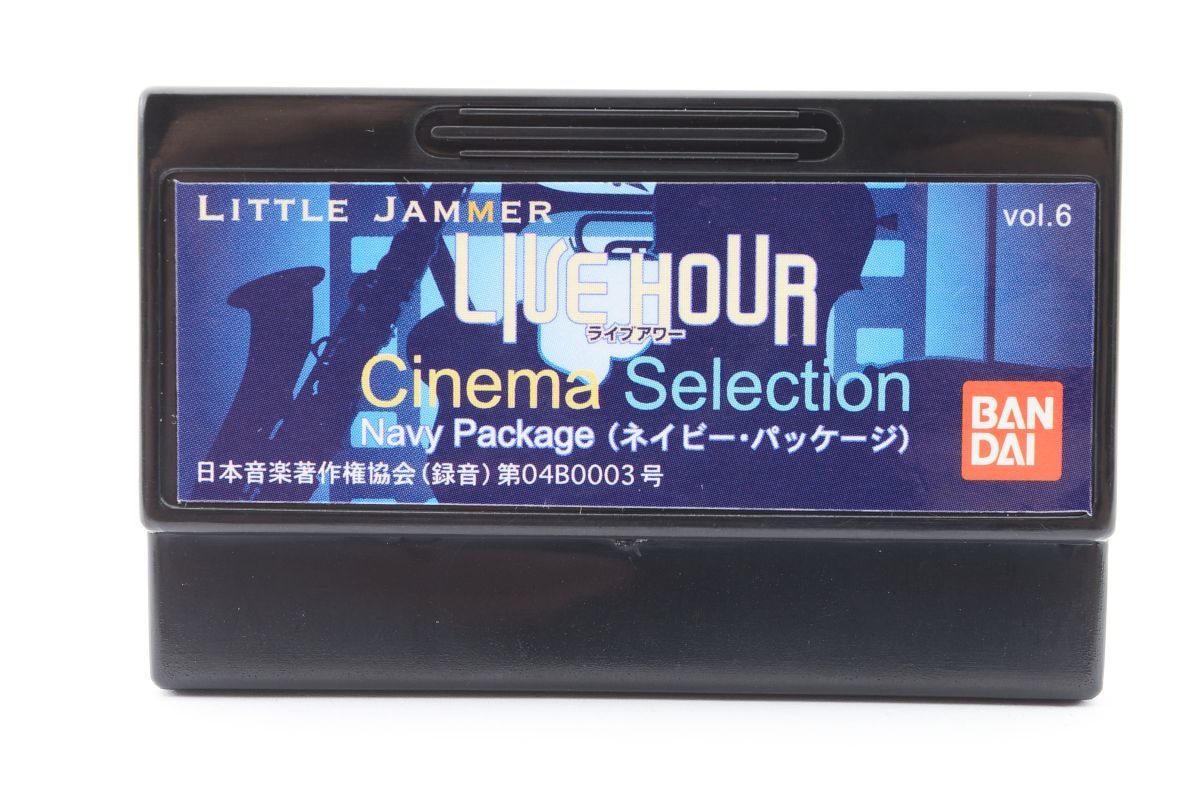 LITTLE JAMMER
vol.6
LIVE HOUR
ライブアワー
Cinema Selection
Navy Package（ネイビー・パッケージ）
BAN
DAI
日本音楽著作権協会（録音）第04B0003号